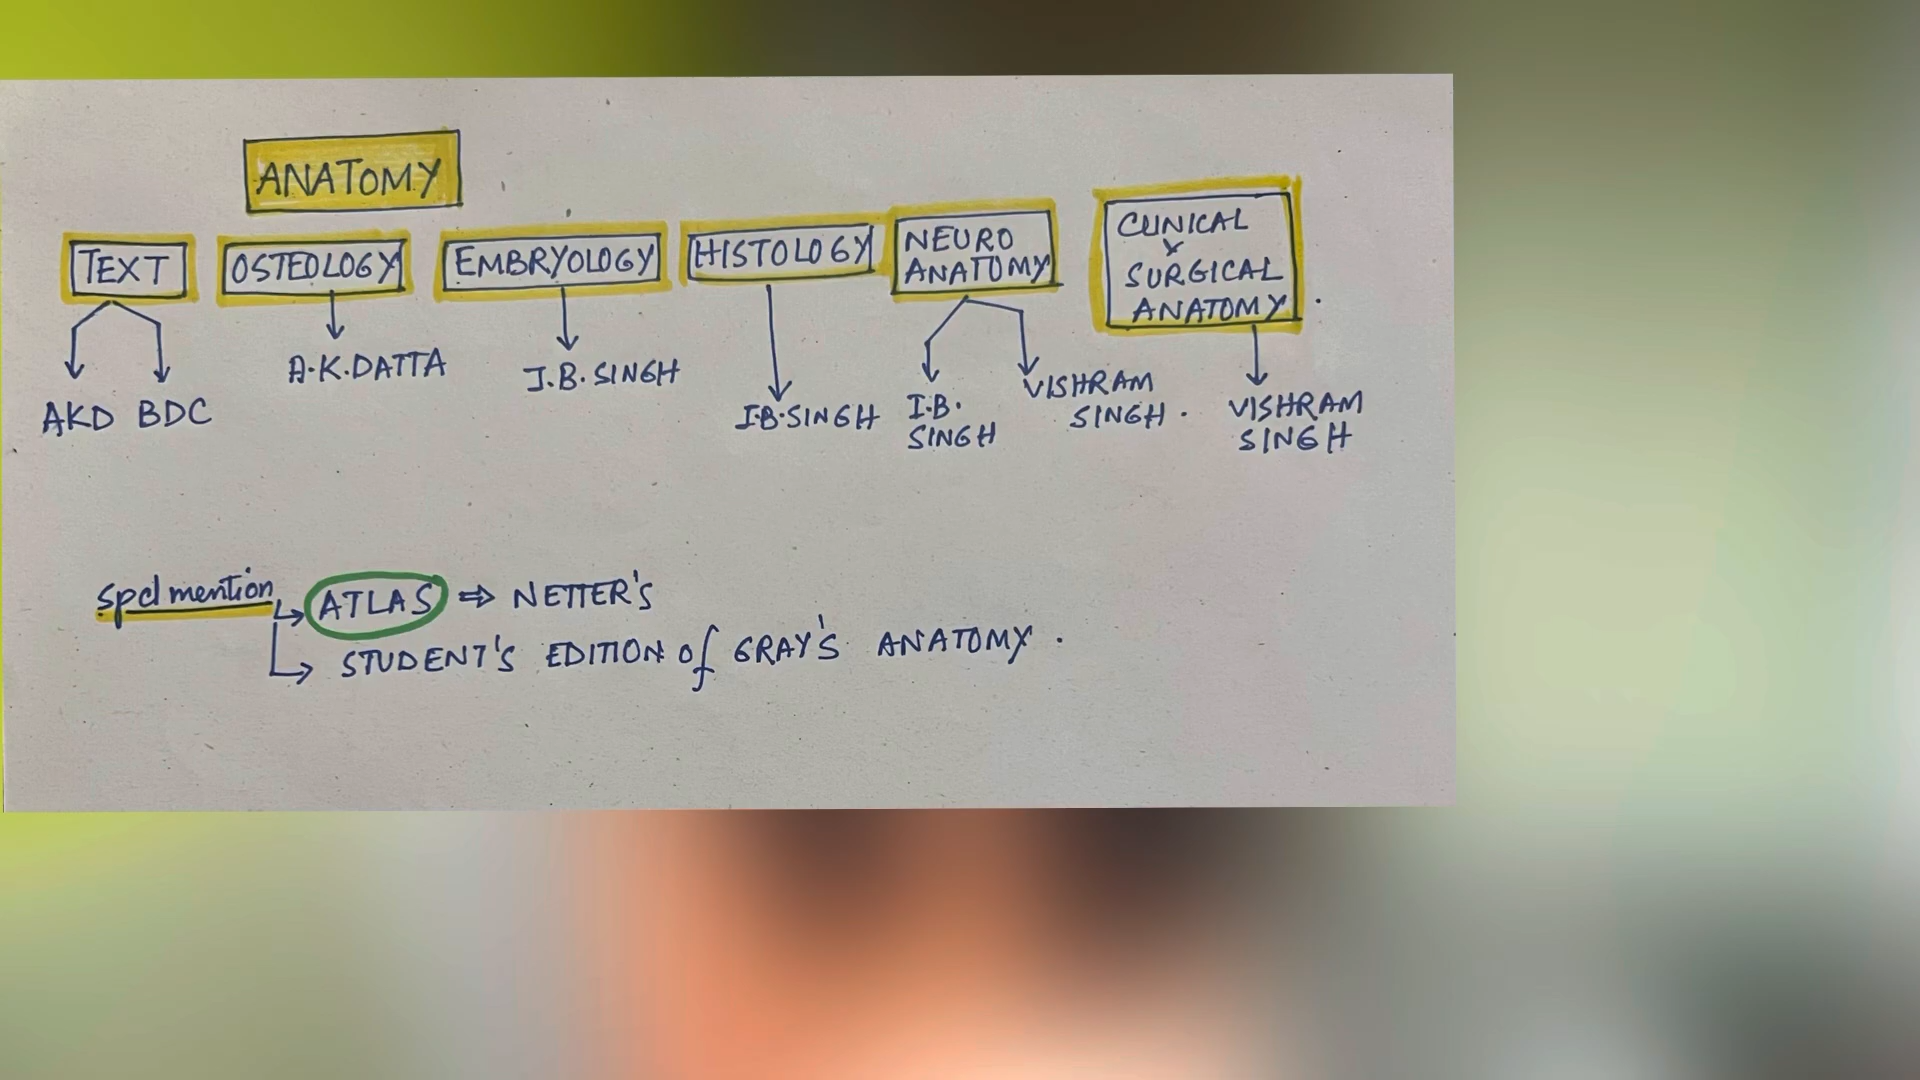 ANATOMY
TEXT
OSTEOLOGY
EMBRYOLOGY
HISTOLOGY
NEURO
ANATOMY
CLINICAL
&
SURGICAL
ANATOMY
AKD BDC
A.K.DATTA
I.B.SINGH
I.B.SINGH
I.B.
SINGH
VISHRAM
SINGH.
VISHRAM
SINGH
Spcl mention
ATLAS ⇒ NETTER'S
STUDENT'S EDITION of GRAY'S ANATOMY.